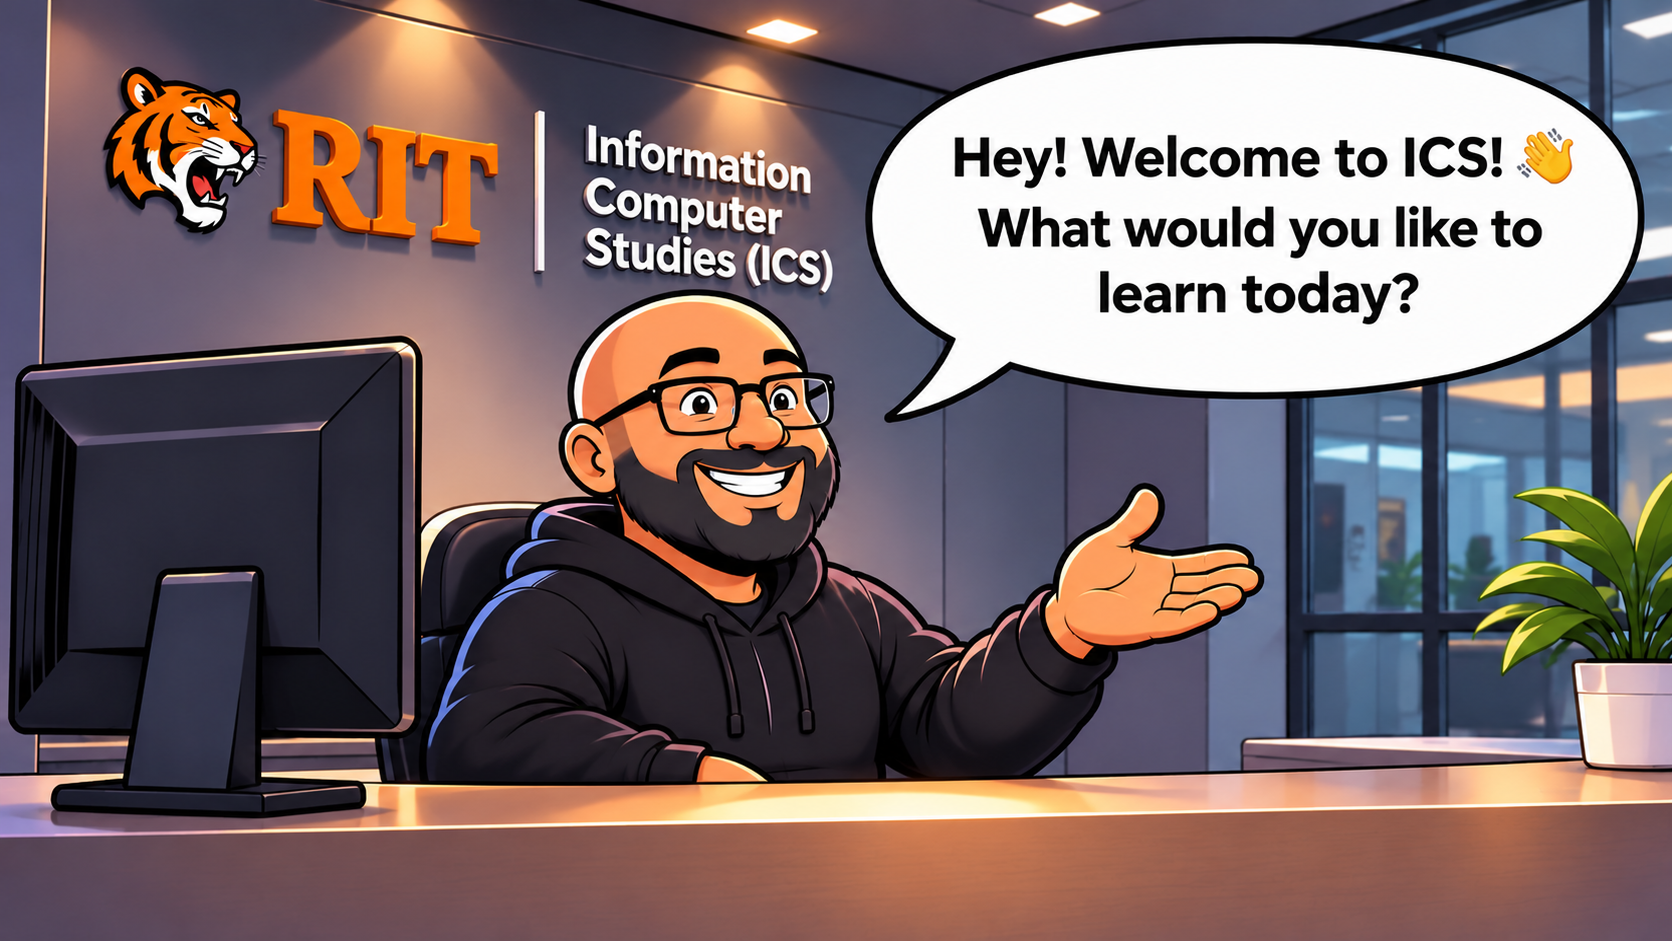 RIT
Information
Computer
Studies (ICS)
Hey! Welcome to ICS! 👋
What would you like to
learn today?